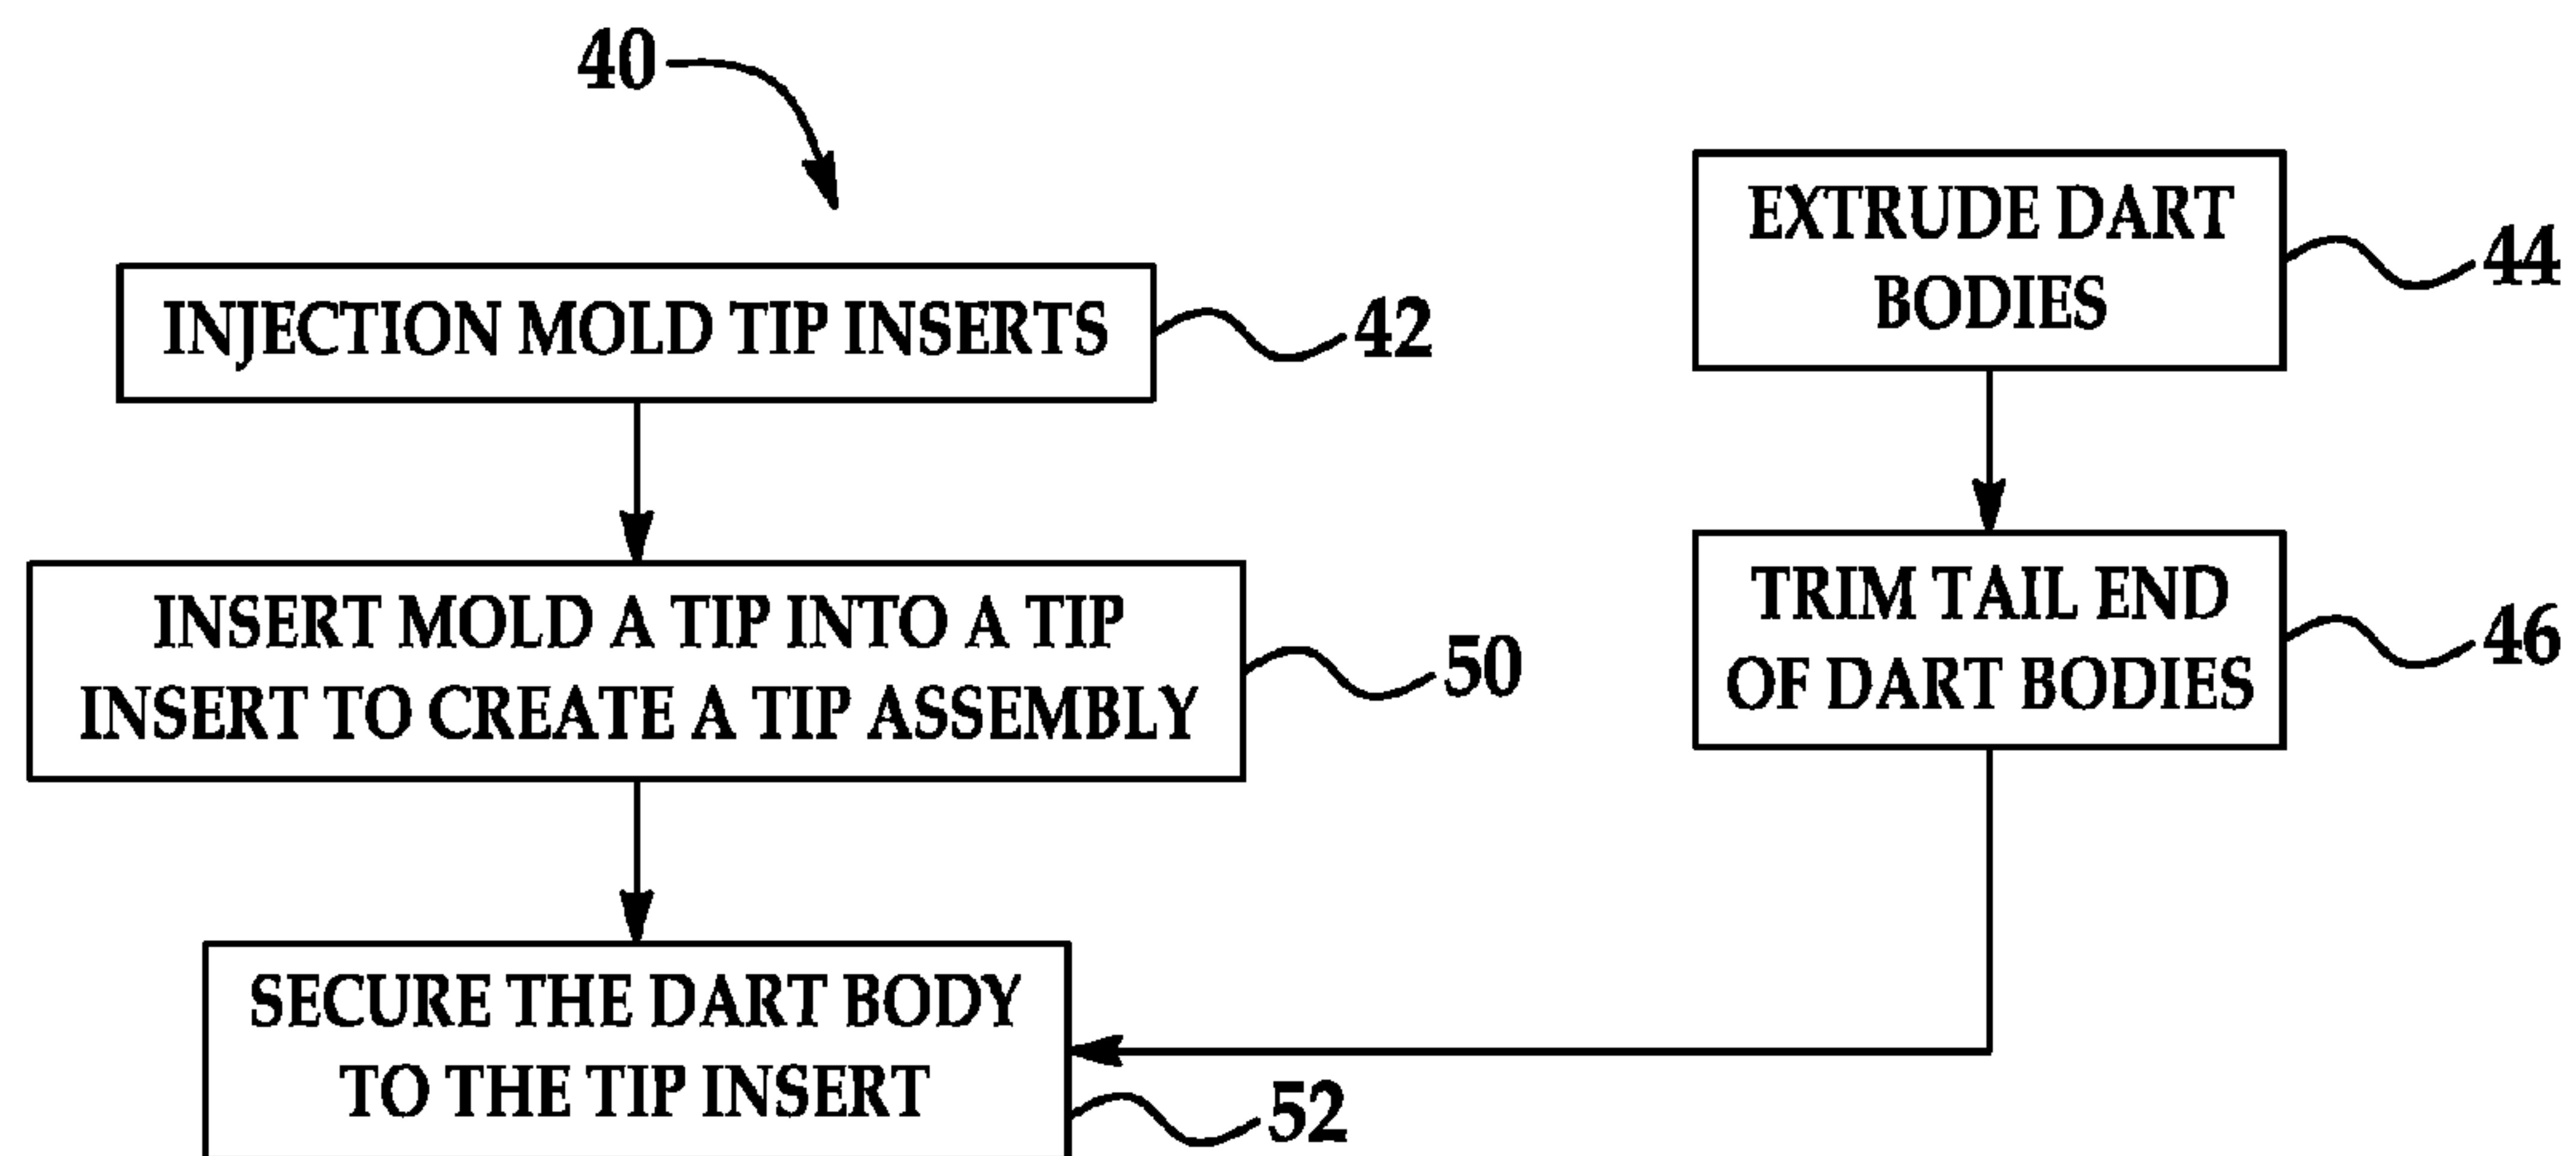 40
INJECTION MOLD TIP INSERTS
42
EXTRUDE DART
BODIES
44
INSERT MOLD A TIP INTO A TIP
INSERT TO CREATE A TIP ASSEMBLY
50
TRIM TAIL END
OF DART BODIES
46
SECURE THE DART BODY
TO THE TIP INSERT
52